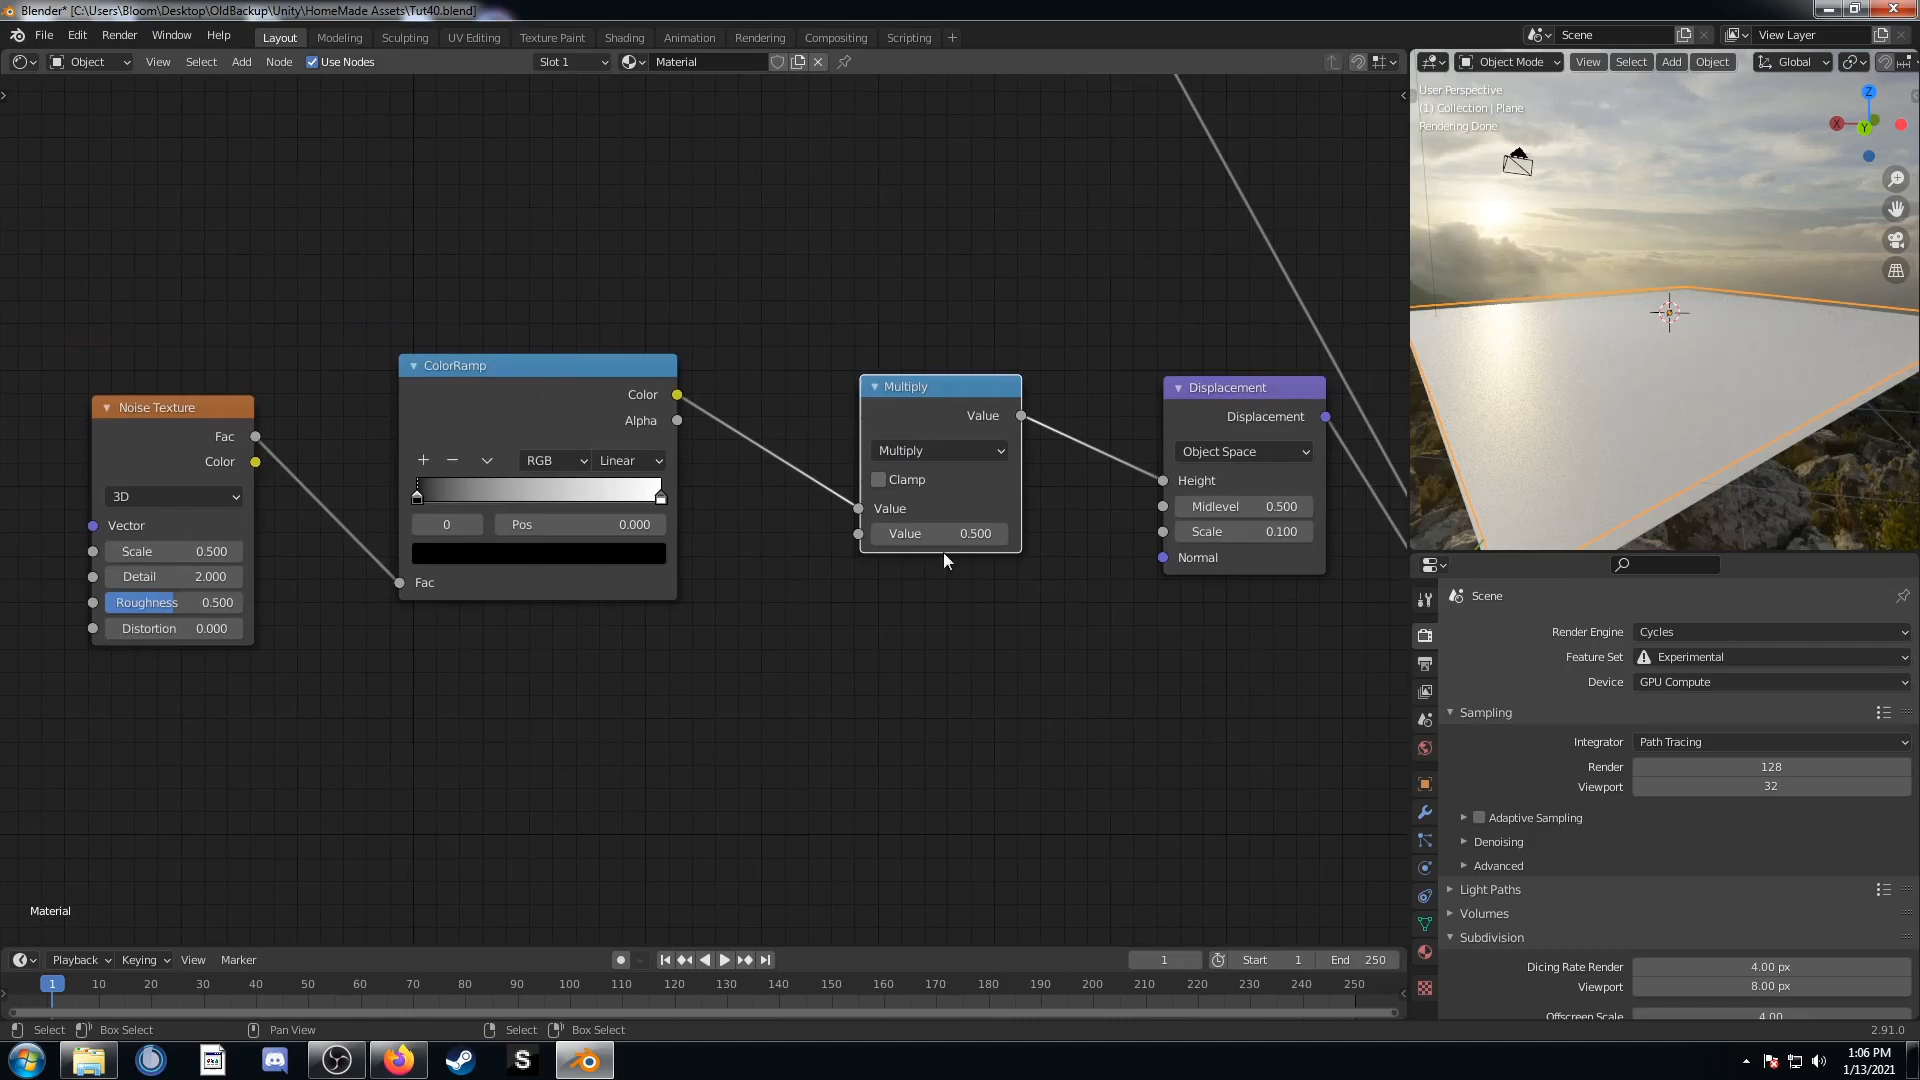 Blender* [C:\Users\Bloom\Desktop\OldBackup\Unity\HomeMade Assets\Tut40.blend]
File Edit Render Window Help Layout Modeling Sculpting UV Editing Texture Paint Shading Animation Rendering Compositing Scripting + Scene View Layer
Object View Select Add Node Use Nodes Slot 1 Material Object Mode View Select Add Object Global
User Perspective
(1) Collection | Plane
Rendering Done
Z
X
Y
Noise Texture
Fac
Color
3D
Vector
Scale 0.500
Detail 2.000
Roughness 0.500
Distortion 0.000
ColorRamp
Color
Alpha
RGB Linear
0 Pos 0.000
Fac
Multiply
Value
Multiply
Clamp
Value
Value 0.500
Displacement
Displacement
Object Space
Height
Midlevel 0.500
Scale 0.100
Normal
Material
Scene
Render Engine Cycles
Feature Set Experimental
Device GPU Compute
Sampling
Integrator Path Tracing
Render 128
Viewport 32
Adaptive Sampling
Denoising
Advanced
Light Paths
Volumes
Subdivision
Dicing Rate Render 4.00 px
Viewport 8.00 px
Offscreen Scale 4.00
Playback Keying View Marker 1 Start 1 End 250
1 10 20 30 40 50 60 70 80 90 100 110 120 130 140 150 160 170 180 190 200 210 220 230 240 250
Select Box Select Pan View Select Box Select 2.91.0
S
1:06 PM
1/13/2021